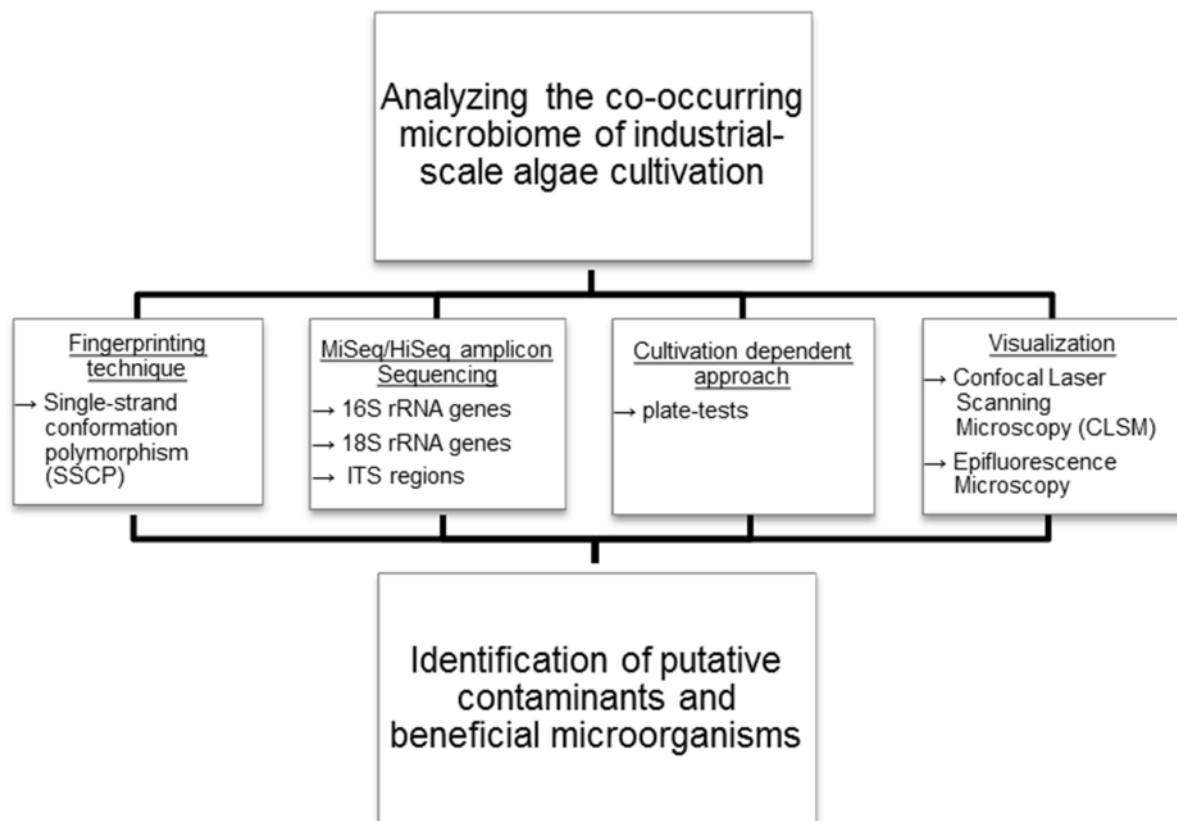 Analyzing the co-occurring
microbiome of industrial-
scale algae cultivation
Fingerprinting
technique
→ Single-strand
conformation
polymorphism
(SSCP)
MiSeq/HiSeq amplicon
Sequencing
→ 16S rRNA genes
→ 18S rRNA genes
→ ITS regions
Cultivation dependent
approach
→ plate-tests
Visualization
→ Confocal Laser
Scanning
Microscopy (CLSM)
→ Epifluorescence
Microscopy
Identification of putative
contaminants and
beneficial microorganisms